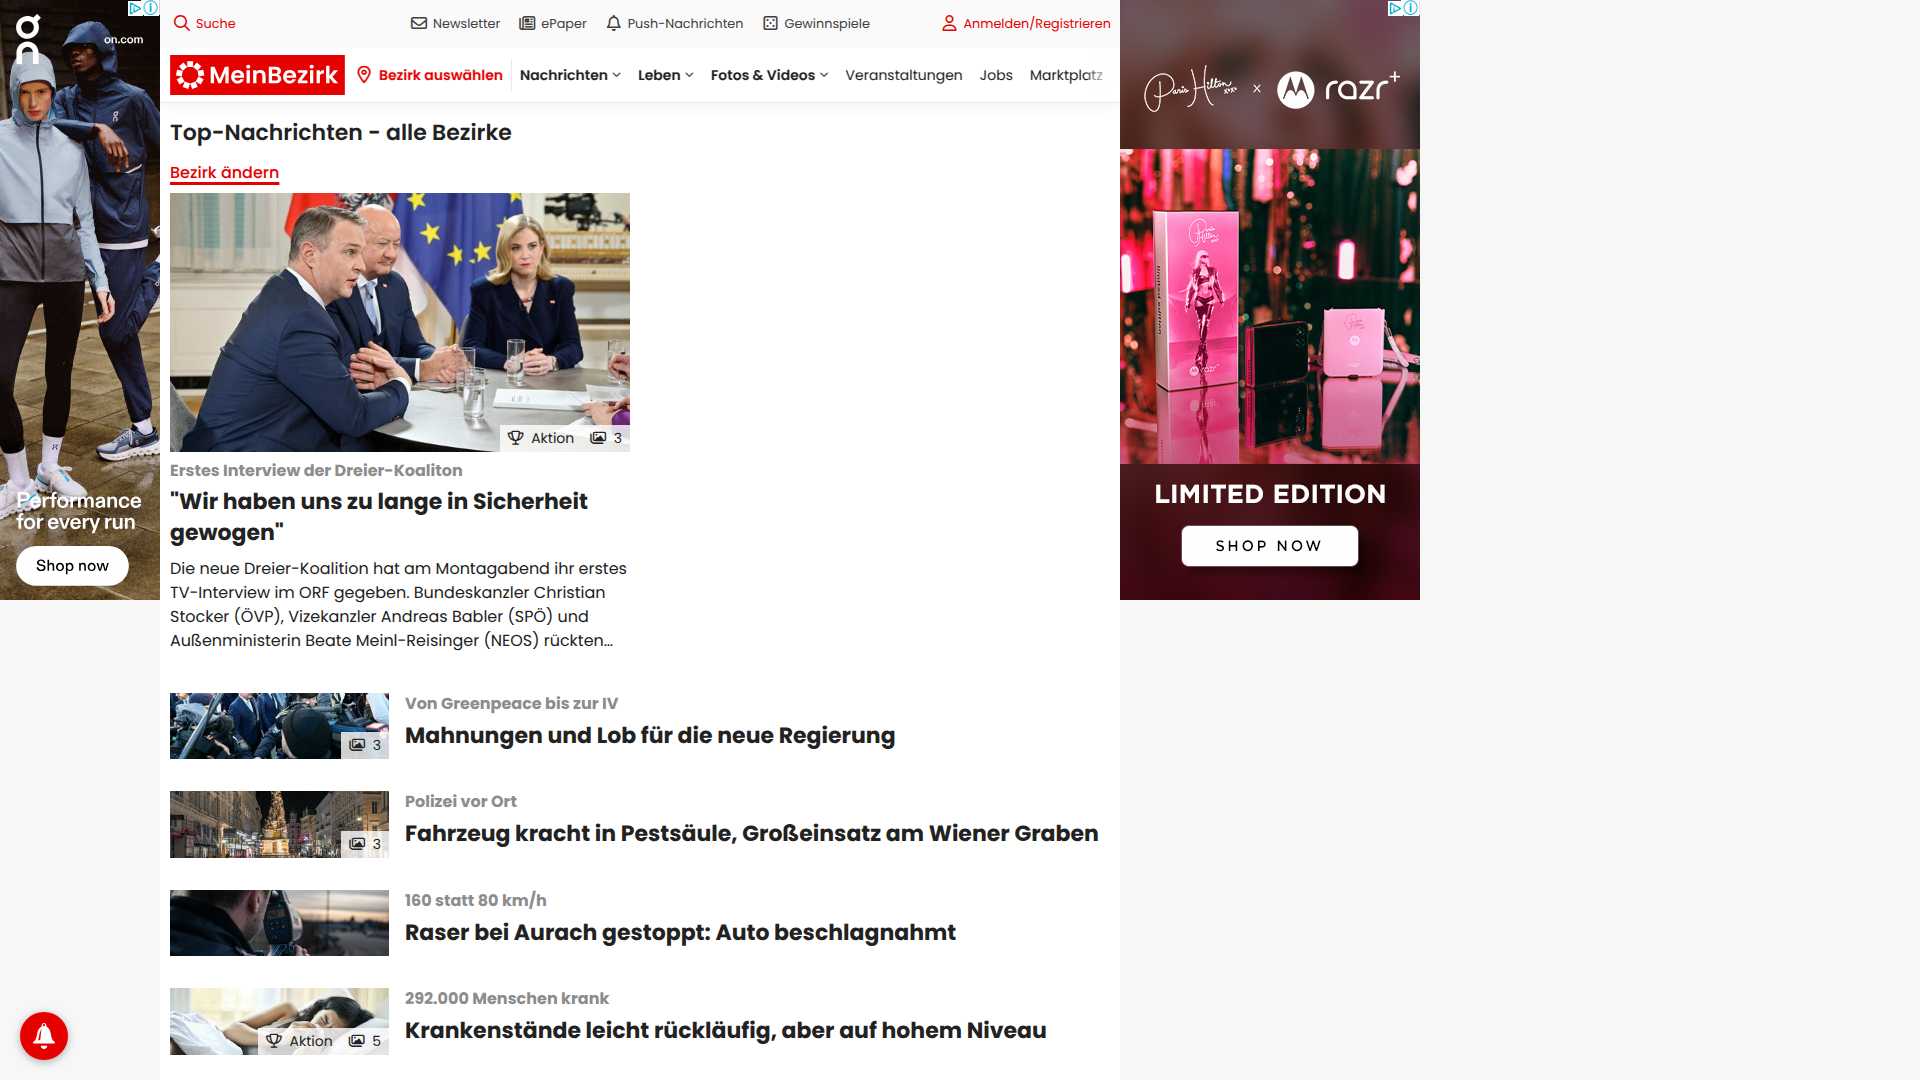 on.com
Performance
for every run
Shop now
Suche
Newsletter
ePaper
Push-Nachrichten
Gewinnspiele
Anmelden/Registrieren
MeinBezirk
Bezirk auswählen
Nachrichten
Leben
Fotos & Videos
Veranstaltungen
Jobs
Marktplatz
Top-Nachrichten - alle Bezirke
Bezirk ändern
Aktion 3
Erstes Interview der Dreier-Koaliton
"Wir haben uns zu lange in Sicherheit
gewogen"
Die neue Dreier-Koalition hat am Montagabend ihr erstes
TV-Interview im ORF gegeben. Bundeskanzler Christian
Stocker (ÖVP), Vizekanzler Andreas Babler (SPÖ) und
Außenministerin Beate Meinl-Reisinger (NEOS) rückten...
3
Von Greenpeace bis zur IV
Mahnungen und Lob für die neue Regierung
3
Polizei vor Ort
Fahrzeug kracht in Pestsäule, Großeinsatz am Wiener Graben
160 statt 80 km/h
Raser bei Aurach gestoppt: Auto beschlagnahmt
Aktion 5
292.000 Menschen krank
Krankenstände leicht rückläufig, aber auf hohem Niveau
Paris Hilton x razr+
LIMITED EDITION
SHOP NOW